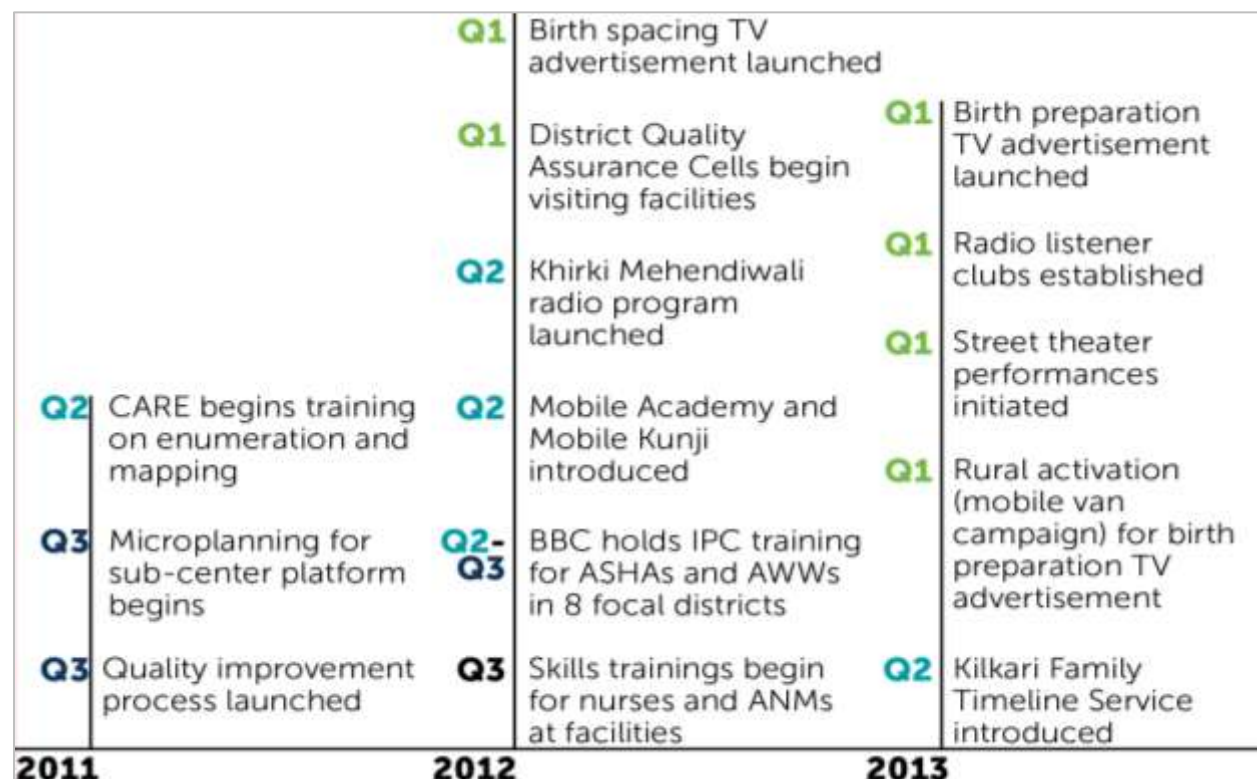 Q2 CARE begins training
on enumeration and
mapping
Q3 Microplanning for
sub-center platform
begins
Q3 Quality improvement
process launched
2011
Q1 Birth spacing TV
advertisement launched
Q1 District Quality
Assurance Cells begin
visiting facilities
Q2 Khirki Mehendiwali
radio program
launched
Q2 Mobile Academy and
Mobile Kunji
introduced
Q2- BBC holds IPC training
Q3 for ASHAs and AWWs
in 8 focal districts
Q3 Skills trainings begin
for nurses and ANMs
at facilities
2012
Q1 Birth preparation
TV advertisement
launched
Q1 Radio listener
clubs established
Q1 Street theater
performances
initiated
Q1 Rural activation
(mobile van
campaign) for birth
preparation TV
advertisement
Q2 Kilkari Family
Timeline Service
introduced
2013